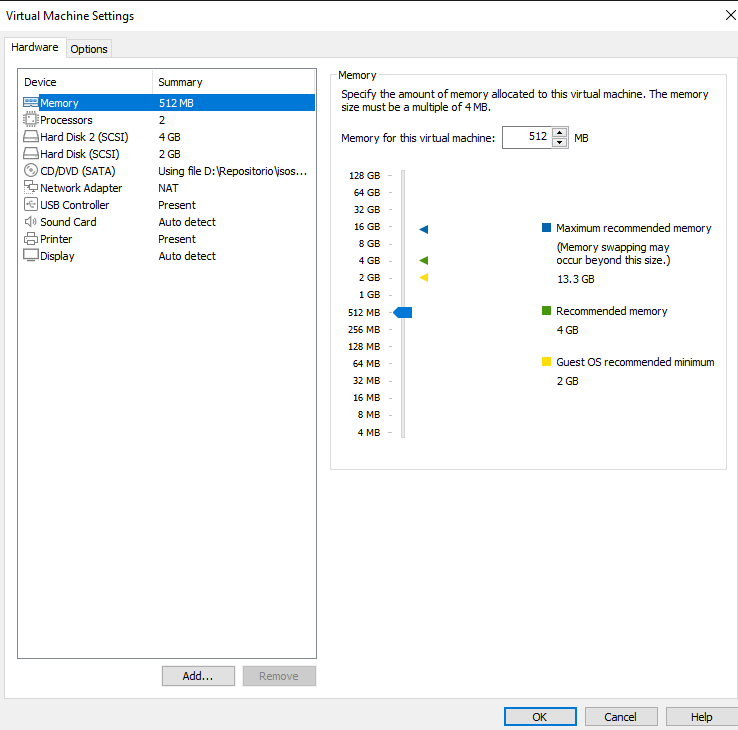 Virtual Machine Settings
Hardware
Options
Device Summary
Memory 512 MB
Processors 2
Hard Disk 2 (SCSI) 4 GB
Hard Disk (SCSI) 2 GB
CD/DVD (SATA) Using file D:\Repositorio\isos...
Network Adapter NAT
USB Controller Present
Sound Card Auto detect
Printer Present
Display Auto detect
Add...
Remove
Memory
Specify the amount of memory allocated to this virtual machine. The memory
size must be a multiple of 4 MB.
Memory for this virtual machine: 512 MB
128 GB
64 GB
32 GB
16 GB
8 GB
4 GB
2 GB
1 GB
512 MB
256 MB
128 MB
64 MB
32 MB
16 MB
8 MB
4 MB
Maximum recommended memory
(Memory swapping may
occur beyond this size.)
13.3 GB
Recommended memory
4 GB
Guest OS recommended minimum
2 GB
OK
Cancel
Help